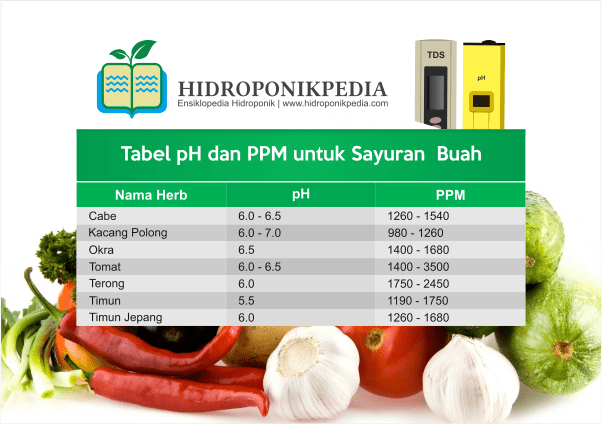 HIDROPONIKPEDIA
Ensiklopedia Hidroponik | www.hidroponikpedia.com
TDS
pH
Tabel pH dan PPM untuk Sayuran Buah
Nama Herb pH PPM
Cabe 6.0 - 6.5 1260 - 1540
Kacang Polong 6.0 - 7.0 980 - 1260
Okra 6.5 1400 - 1680
Tomat 6.0 - 6.5 1400 - 3500
Terong 6.0 1750 - 2450
Timun 5.5 1190 - 1750
Timun Jepang 6.0 1260 - 1680